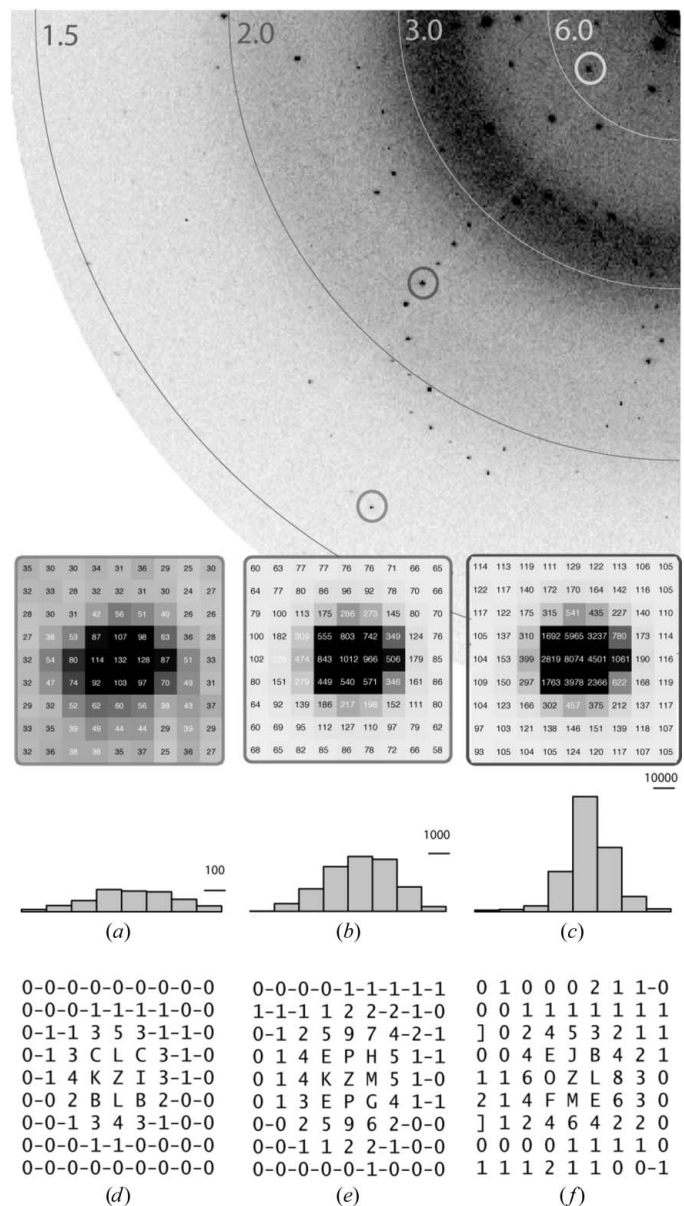 1.5 2.0 3.0 6.0
35 30 30 34 31 36 29 25 30
32 33 28 32 32 31 30 24 27
28 30 31 42 56 51 40 26 26
27 38 53 87 107 98 63 36 28
32 54 80 114 132 128 87 51 33
32 47 74 92 103 97 70 49 31
29 32 52 62 60 56 38 43 37
33 35 39 49 44 44 29 39 29
32 36 38 38 35 37 25 36 27
60 63 77 77 76 76 71 66 65
64 77 80 86 96 92 78 70 66
79 100 113 175 286 273 145 80 70
100 182 309 555 803 742 349 124 76
102 474 843 1012 966 506 179 85
80 151 279 449 540 571 346 161 86
64 92 139 186 217 198 152 111 80
60 69 95 112 127 110 97 79 62
68 65 82 85 86 78 72 66 58
114 113 119 111 129 122 113 106 105
122 117 140 172 170 164 142 116 105
117 122 175 315 541 435 227 140 110
105 137 310 1692 5965 3237 780 173 114
104 153 399 2819 8074 4501 1061 190 116
109 150 297 1763 3978 2366 622 168 119
104 123 166 302 457 375 212 137 117
97 103 121 138 146 151 139 118 107
93 105 104 105 124 120 117 107 105
100
1000
10000
(a) (b) (c)
0-0-0-0-0-0-0-0-0
0-0-0-1-1-1-1-0-0
0-1-1 3 5 3-1-1-0
0-1 3 C L C 3-1-0
0-1 4 K Z I 3-1-0
0-0 2 B L B 2-0-0
0-0-1 3 4 3-1-0-0
0-0-0-1-1-0-0-0-0
0-0-0-0-0-0-0-0-0
0-0-0-0-1-1-1-1-1
1-1-1 1 2 2-2-1-0
0-1 2 5 9 7 4-2-1
0 1 4 E P H 5 1-1
0 1 4 K Z M 5 1-0
0 1 3 E P G 4 1-1
0-0 2 5 9 6 2-0-0
0-0-1 1 2 2-1-0-0
0-0-0-0-0-1-0-0-0
0 1 0 0 0 2 1 1-0
0 0 1 1 1 1 1 1 1
] 0 2 4 5 3 2 1 1
0 0 4 E J B 4 2 1
1 1 6 O Z L 8 3 0
2 1 4 F M E 6 3 0
] 1 2 4 6 4 2 2 0
0 0 0 0 1 1 1 1 0
1 1 1 2 1 1 0 0-1
(d) (e) (f)